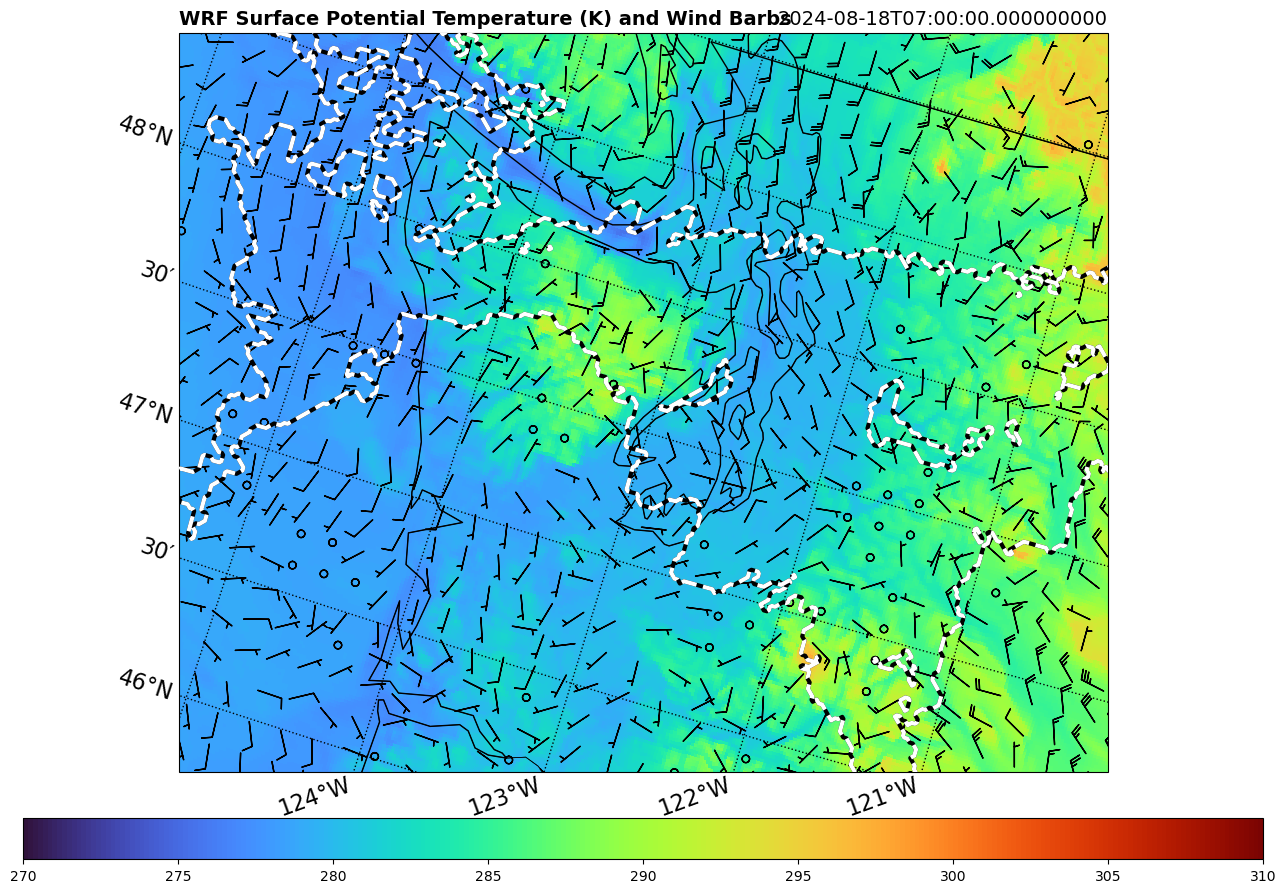 WRF Surface Potential Temperature (K) and Wind Barbs 2024-08-18T07:00:00.000000000
48°N
30′
47°N
30′
46°N
124°W 123°W 122°W 121°W
270 275 280 285 290 295 300 305 310